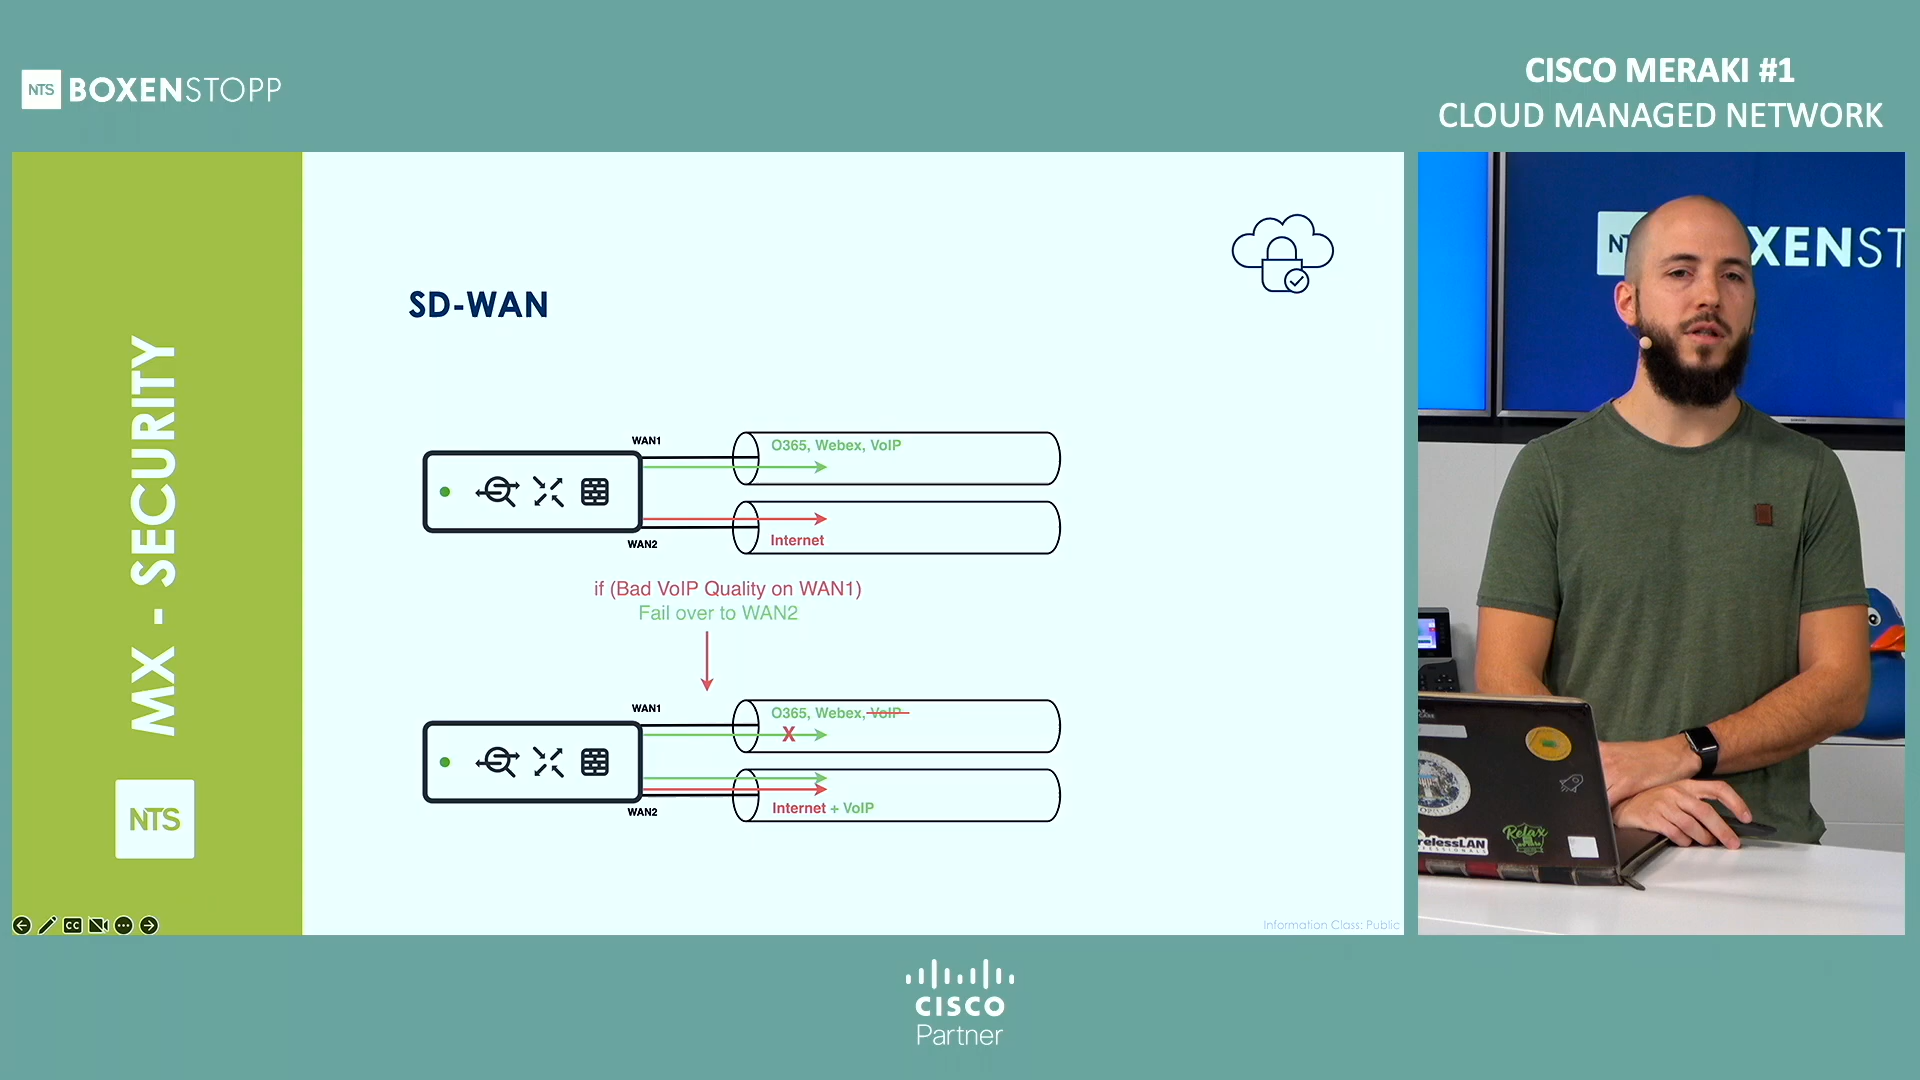 NTS BOXENSTOPP
CISCO MERAKI #1
CLOUD MANAGED NETWORK
MX - SECURITY
NTS
SD-WAN
WAN1
O365, Webex, VoIP
WAN2
Internet
if (Bad VoIP Quality on WAN1)
Fail over to WAN2
WAN1
O365, Webex, VoIP
X
WAN2
Internet + VoIP
CC
Information Class: Public
XENST
Relax
relessLAN
CISCO
Partner